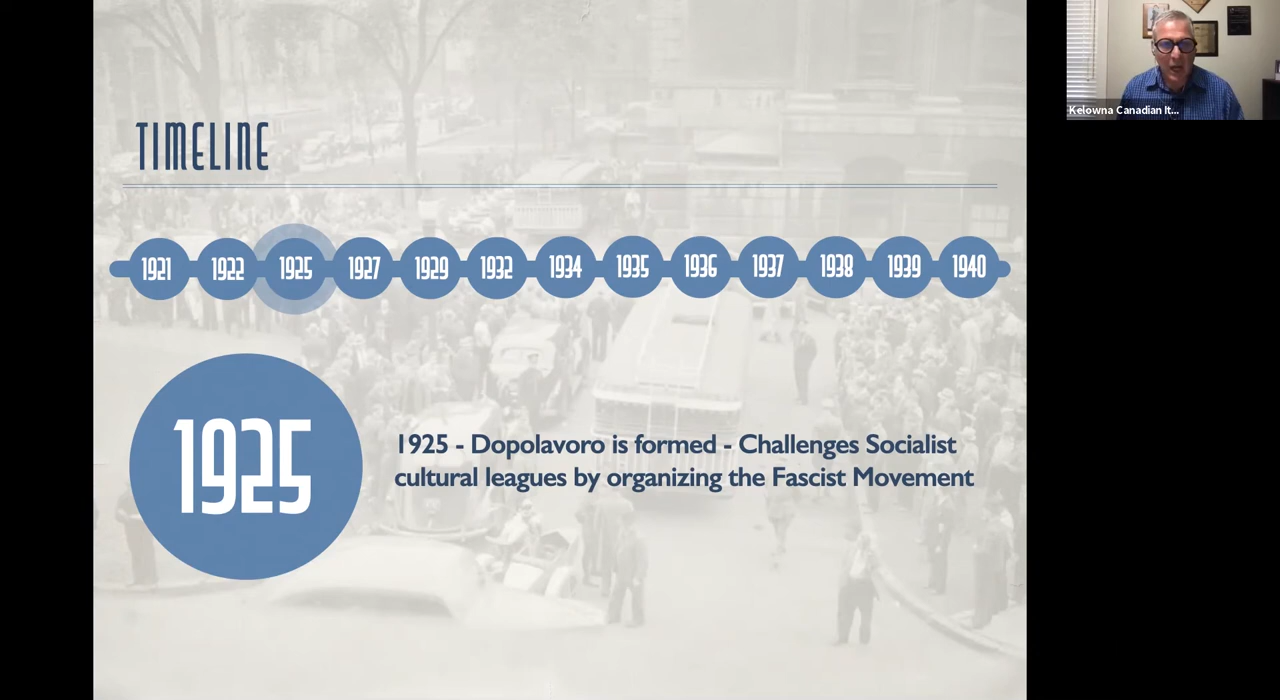 TIMELINE
1921 1922 1925 1927 1929 1932 1934 1935 1936 1937 1938 1939 1940
1925
1925 - Dopolavoro is formed - Challenges Socialist
cultural leagues by organizing the Fascist Movement
Kelowna Canadian It...